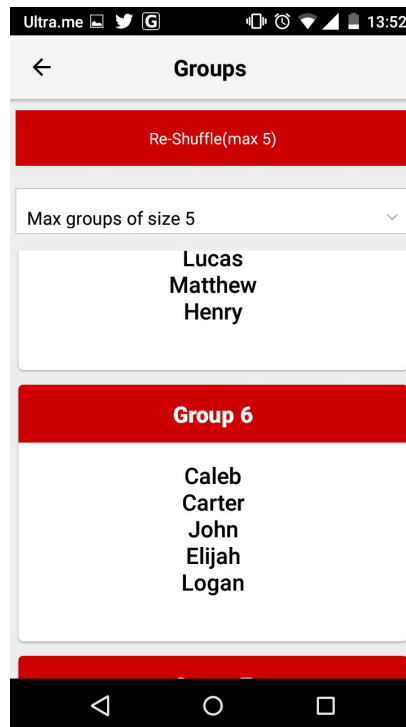 Ultra.me G 13:52
Groups
Re-Shuffle(max 5)
Max groups of size 5
Lucas
Matthew
Henry
Group 6
Caleb
Carter
John
Elijah
Logan